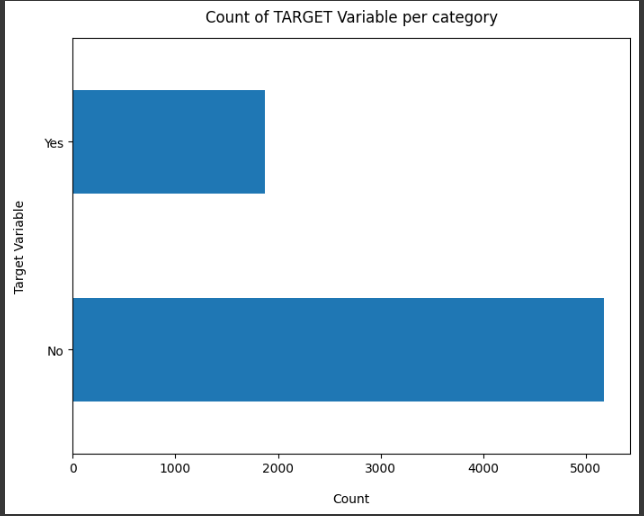 Count of TARGET Variable per category
Yes
Target Variable
No
0 1000 2000 3000 4000 5000
Count